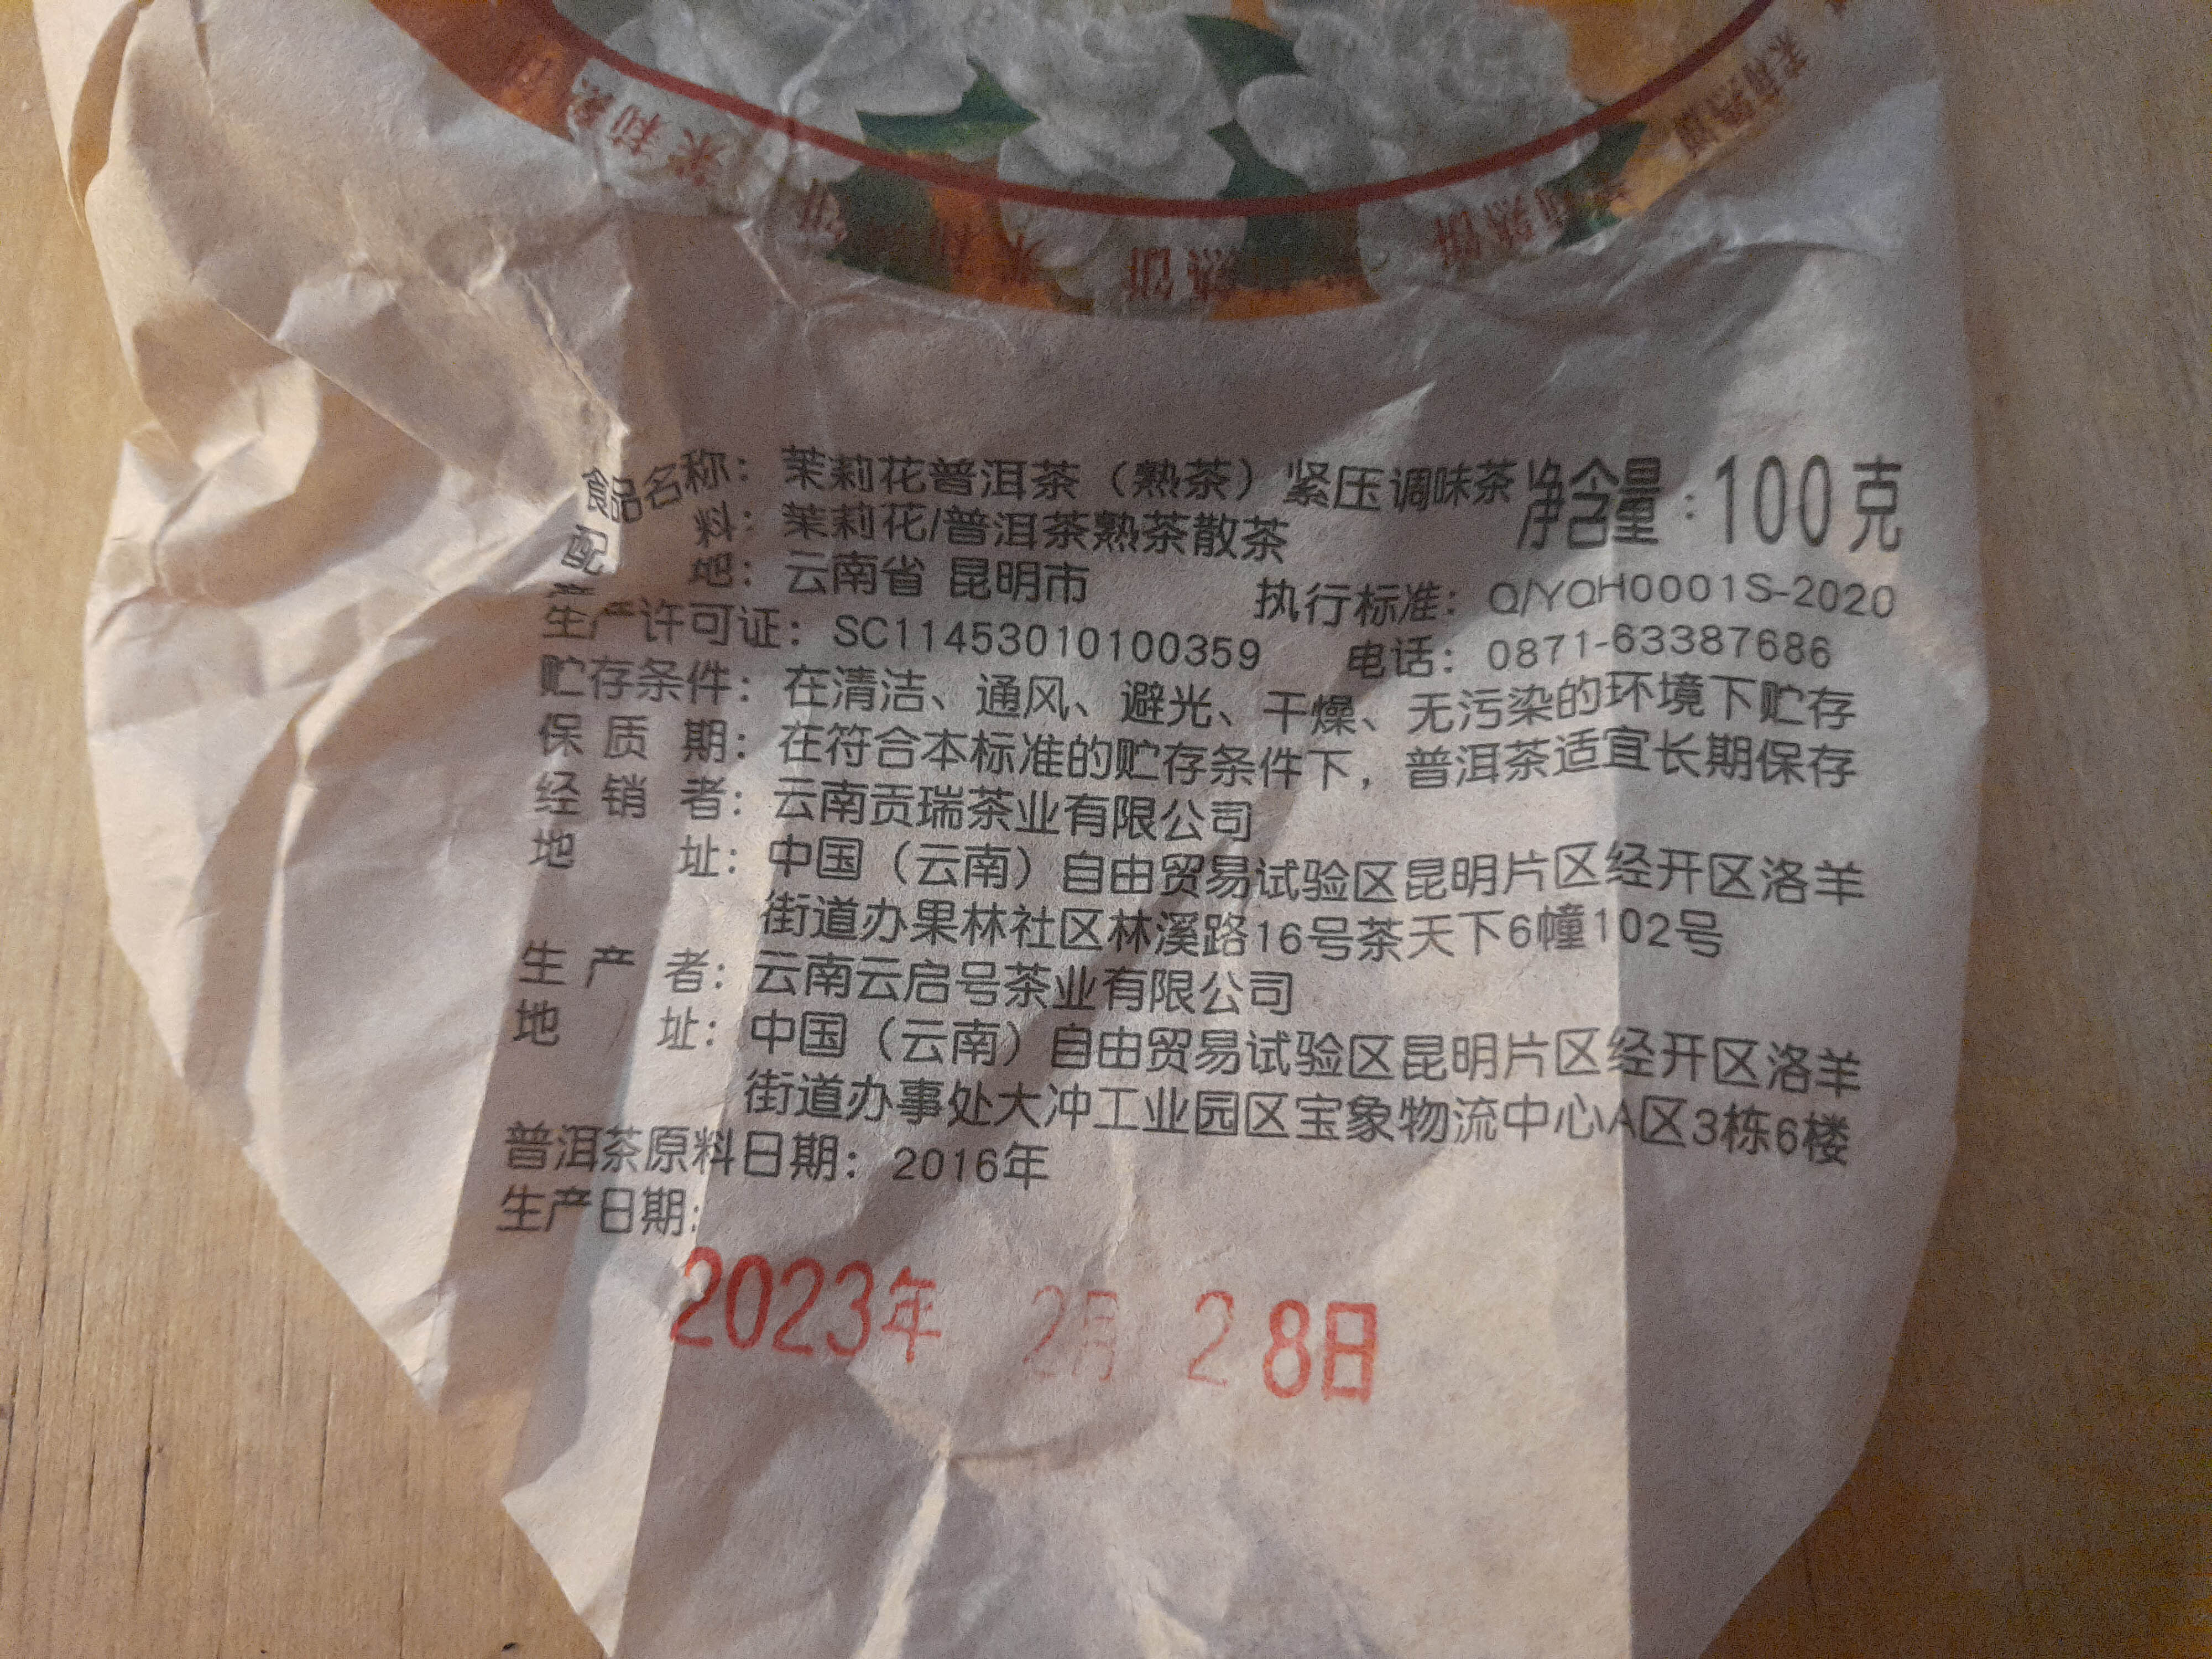 茉莉熟饼
茉莉熟饼
茉莉熟饼
食品名称：茉莉花普洱茶（熟茶）紧压调味茶 净含量：100克
配 料：茉莉花/普洱茶熟茶散茶
产 地：云南省 昆明市 执行标准：Q/YQH0001S-2020
生产许可证：SC11453010100359 电话：0871-63387686
贮存条件：在清洁、通风、避光、干燥、无污染的环境下贮存
保 质 期：在符合本标准的贮存条件下，普洱茶适宜长期保存
经 销 者：云南贡瑞茶业有限公司
地 址：中国（云南）自由贸易试验区昆明片区经开区洛羊
街道办果林社区林溪路16号茶天下6幢102号
生 产 者：云南云启号茶业有限公司
地 址：中国（云南）自由贸易试验区昆明片区经开区洛羊
街道办事处大冲工业园区宝象物流中心A区3栋6楼
普洱茶原料日期：2016年
生产日期：
2023年 2月 28日